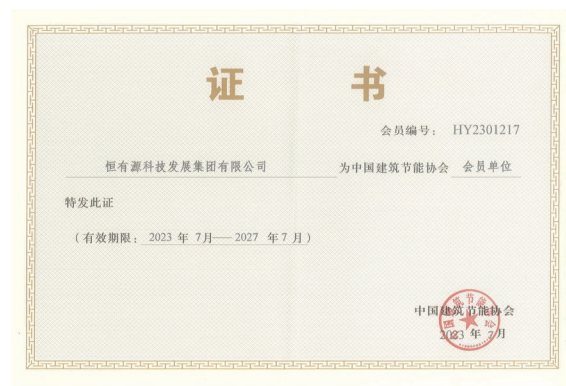 证 书
会员编号： HY2301217
恒有源科技发展集团有限公司 为中国建筑节能协会 会员单位
特发此证
（有效期限： 2023 年 7月—— 2027 年 7 月）
中国建筑节能协会
2023 年 7月